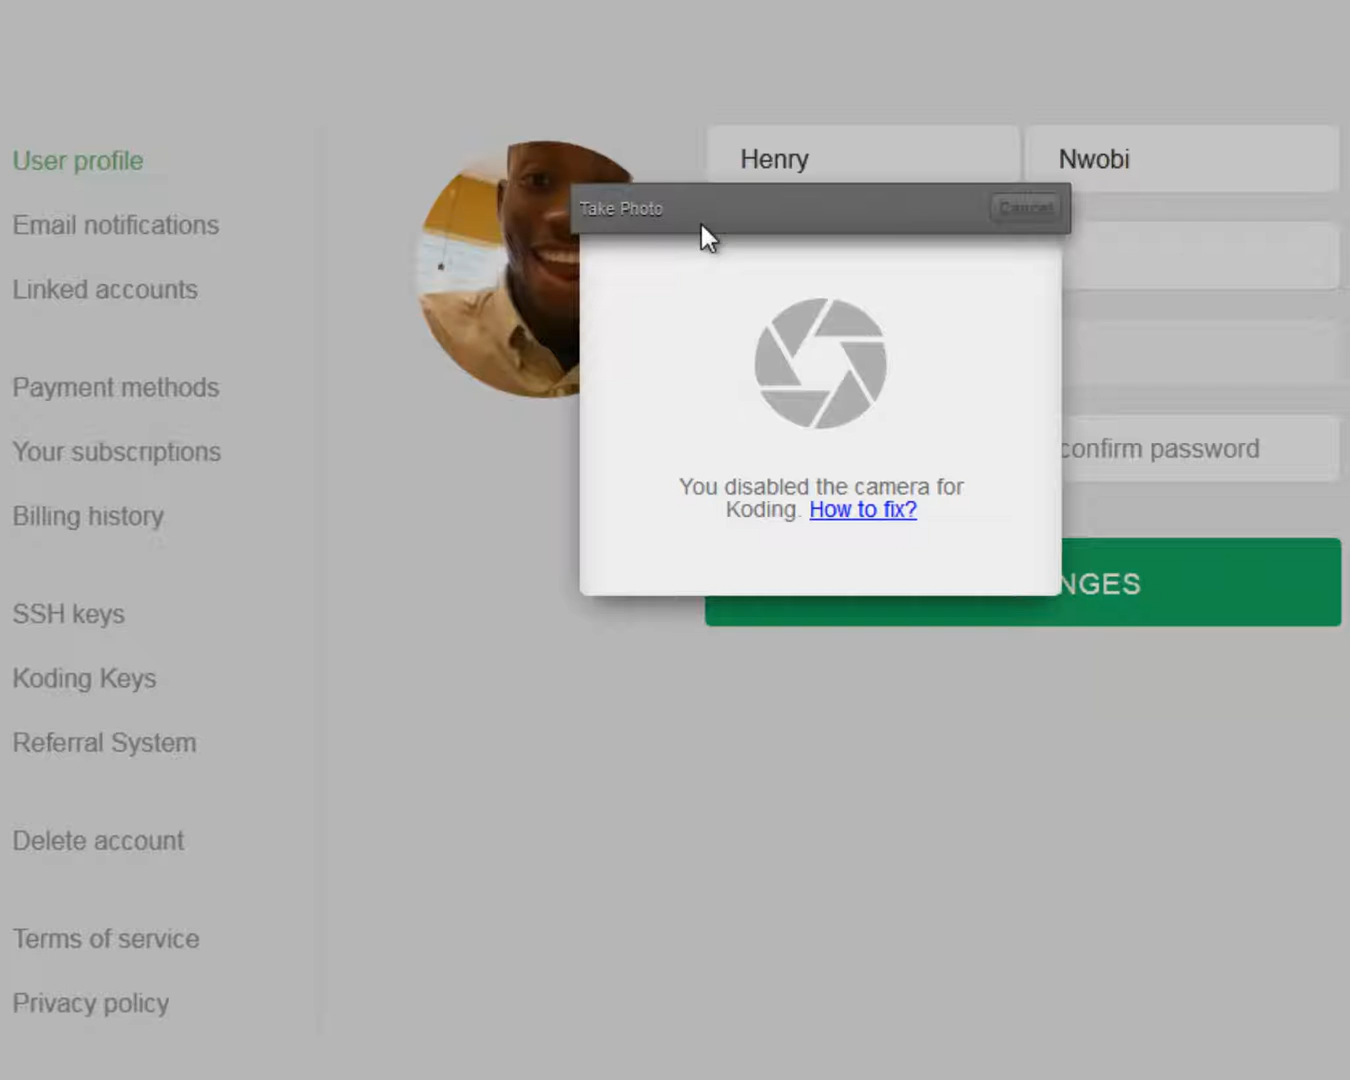 User profile
Email notifications
Linked accounts
Payment methods
Your subscriptions
Billing history
SSH keys
Koding Keys
Referral System
Delete account
Terms of service
Privacy policy
Henry
Nwobi
Take Photo
Cancel
You disabled the camera for
Koding. How to fix?
confirm password
NGES